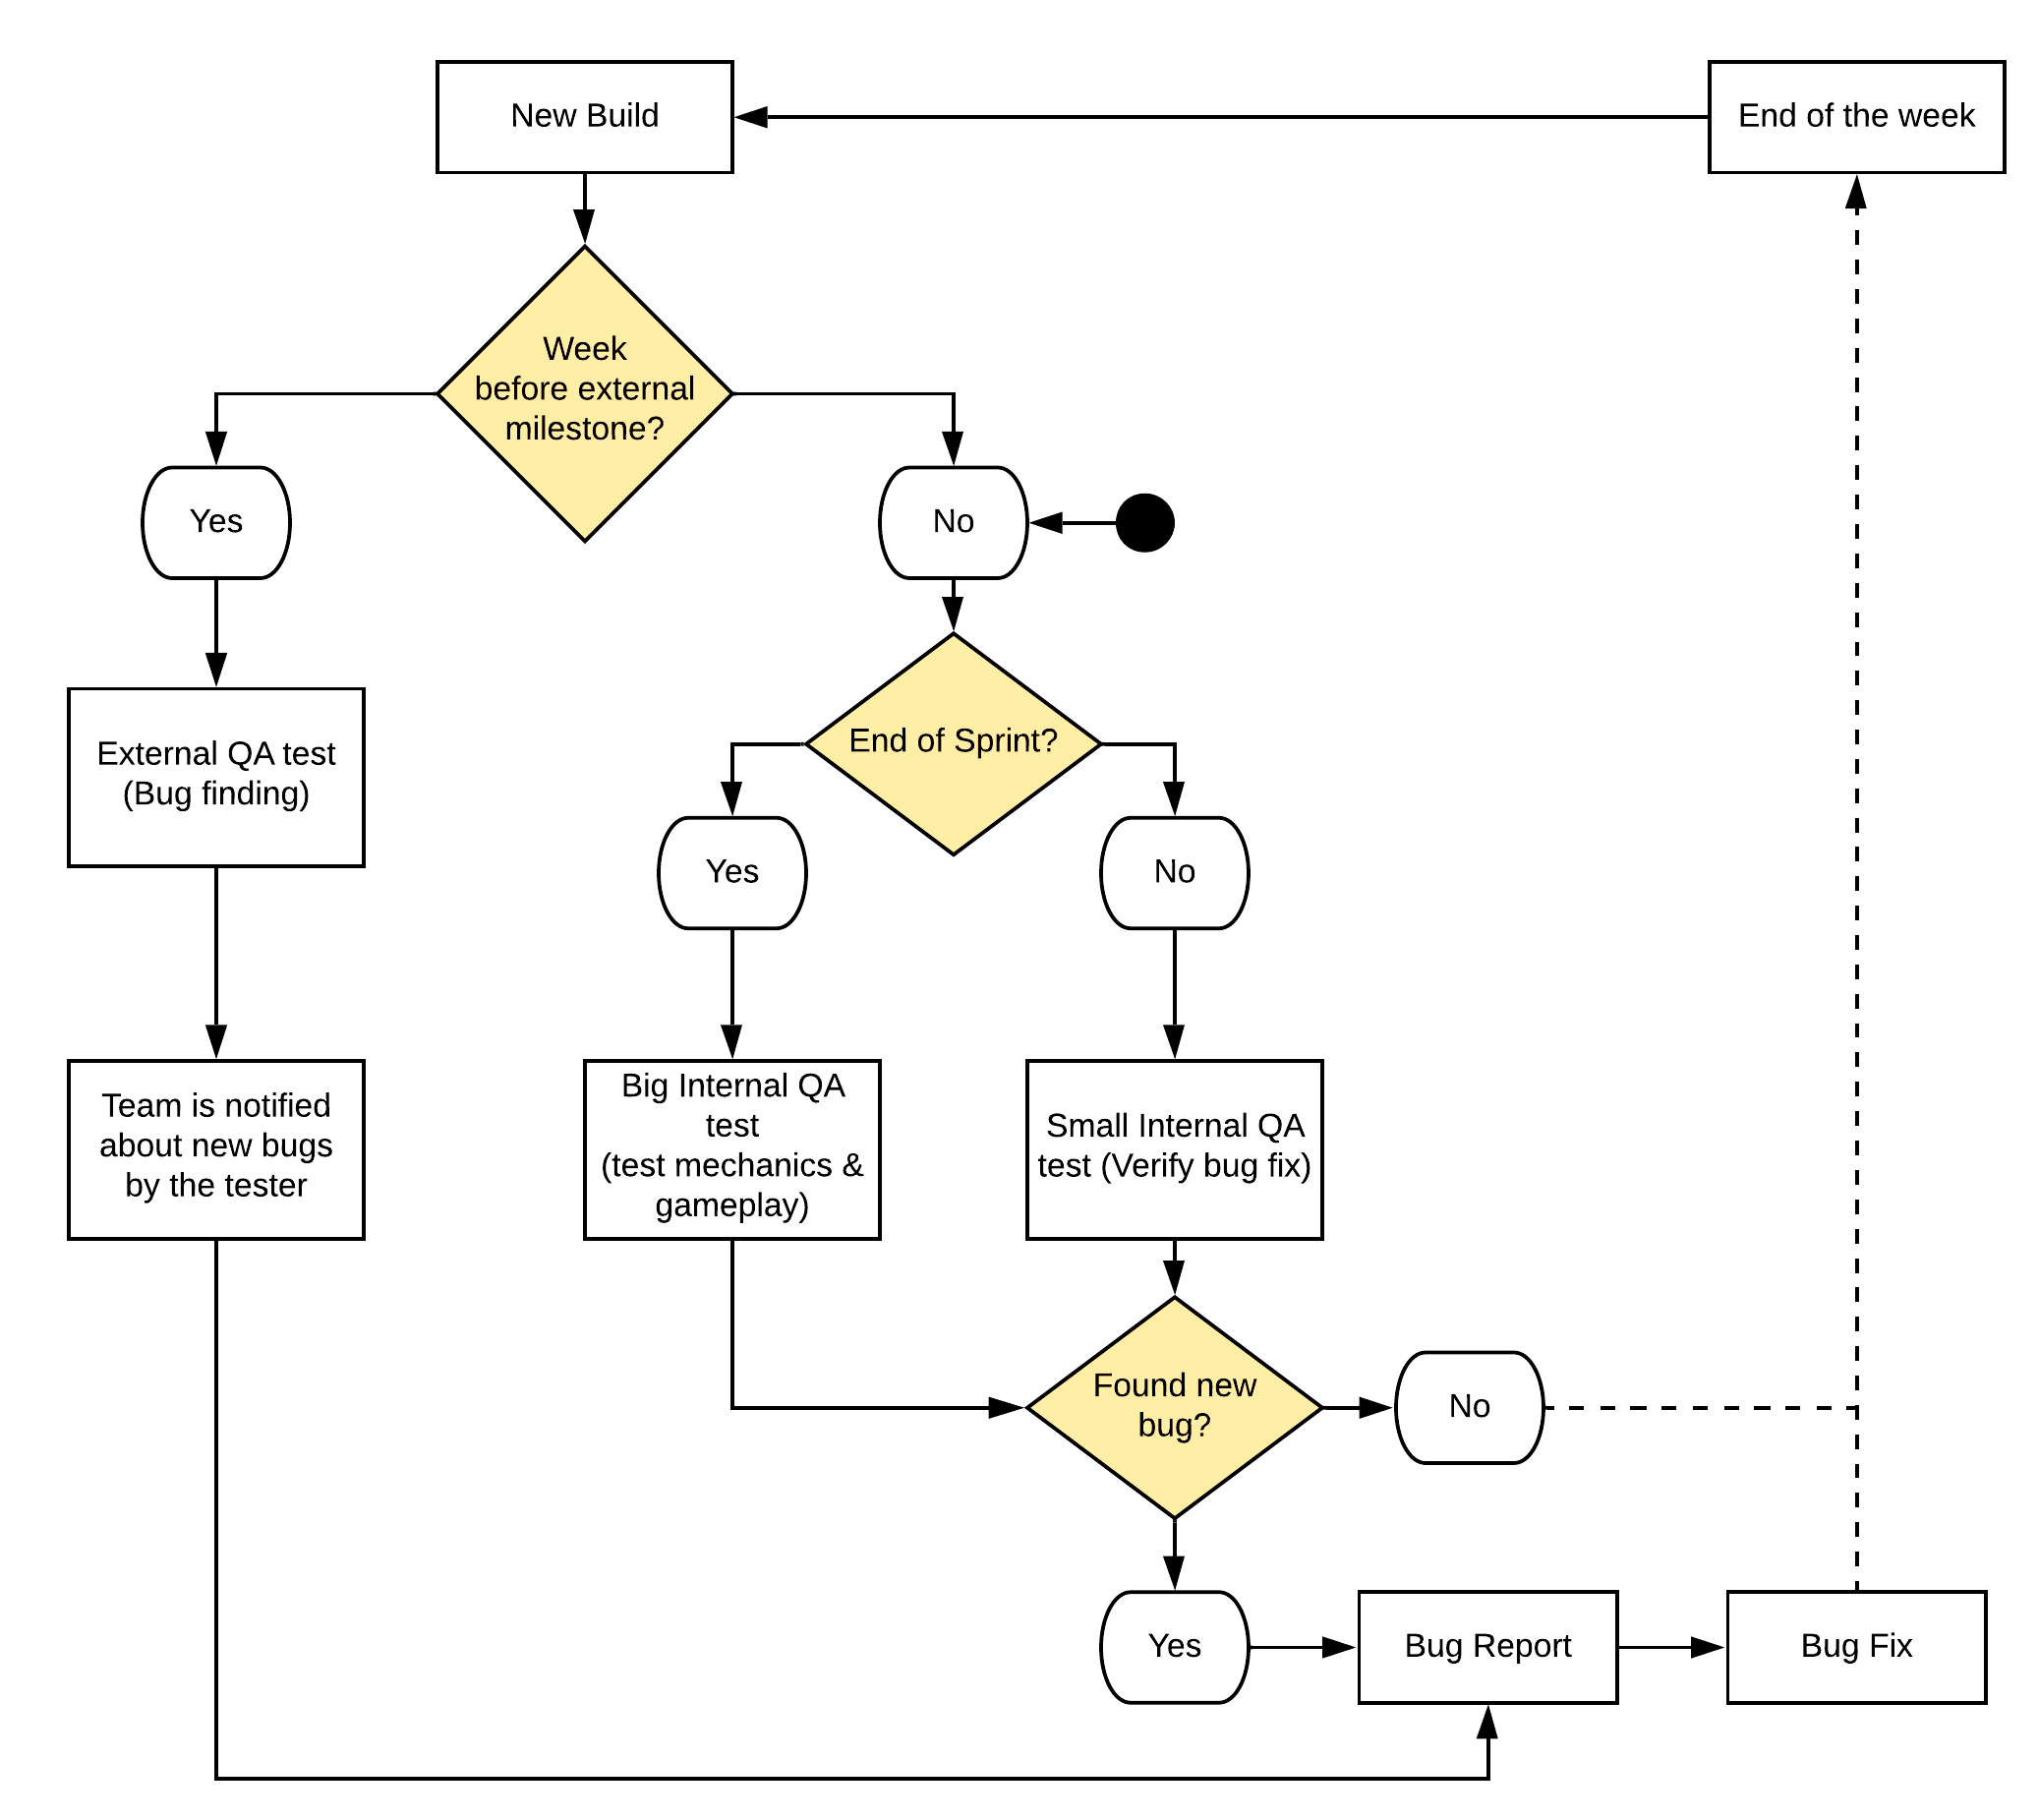 New Build
End of the week
Week
before external
milestone?
Yes
No
External QA test
(Bug finding)
End of Sprint?
Yes
No
Team is notified
about new bugs
by the tester
Big Internal QA
test
(test mechanics &
gameplay)
Small Internal QA
test (Verify bug fix)
Found new
bug?
No
Yes
Bug Report
Bug Fix